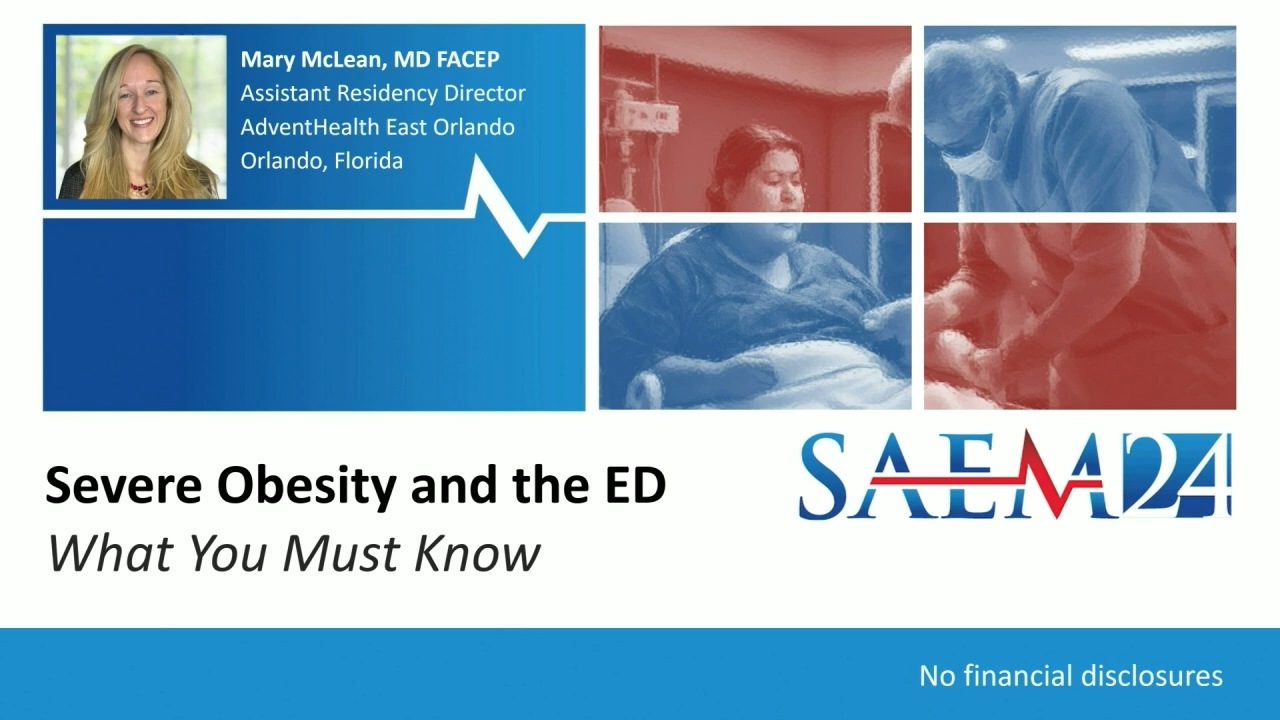 Mary McLean, MD FACEP
Assistant Residency Director
AdventHealth East Orlando
Orlando, Florida
Severe Obesity and the ED
What You Must Know
SAEM24
No financial disclosures